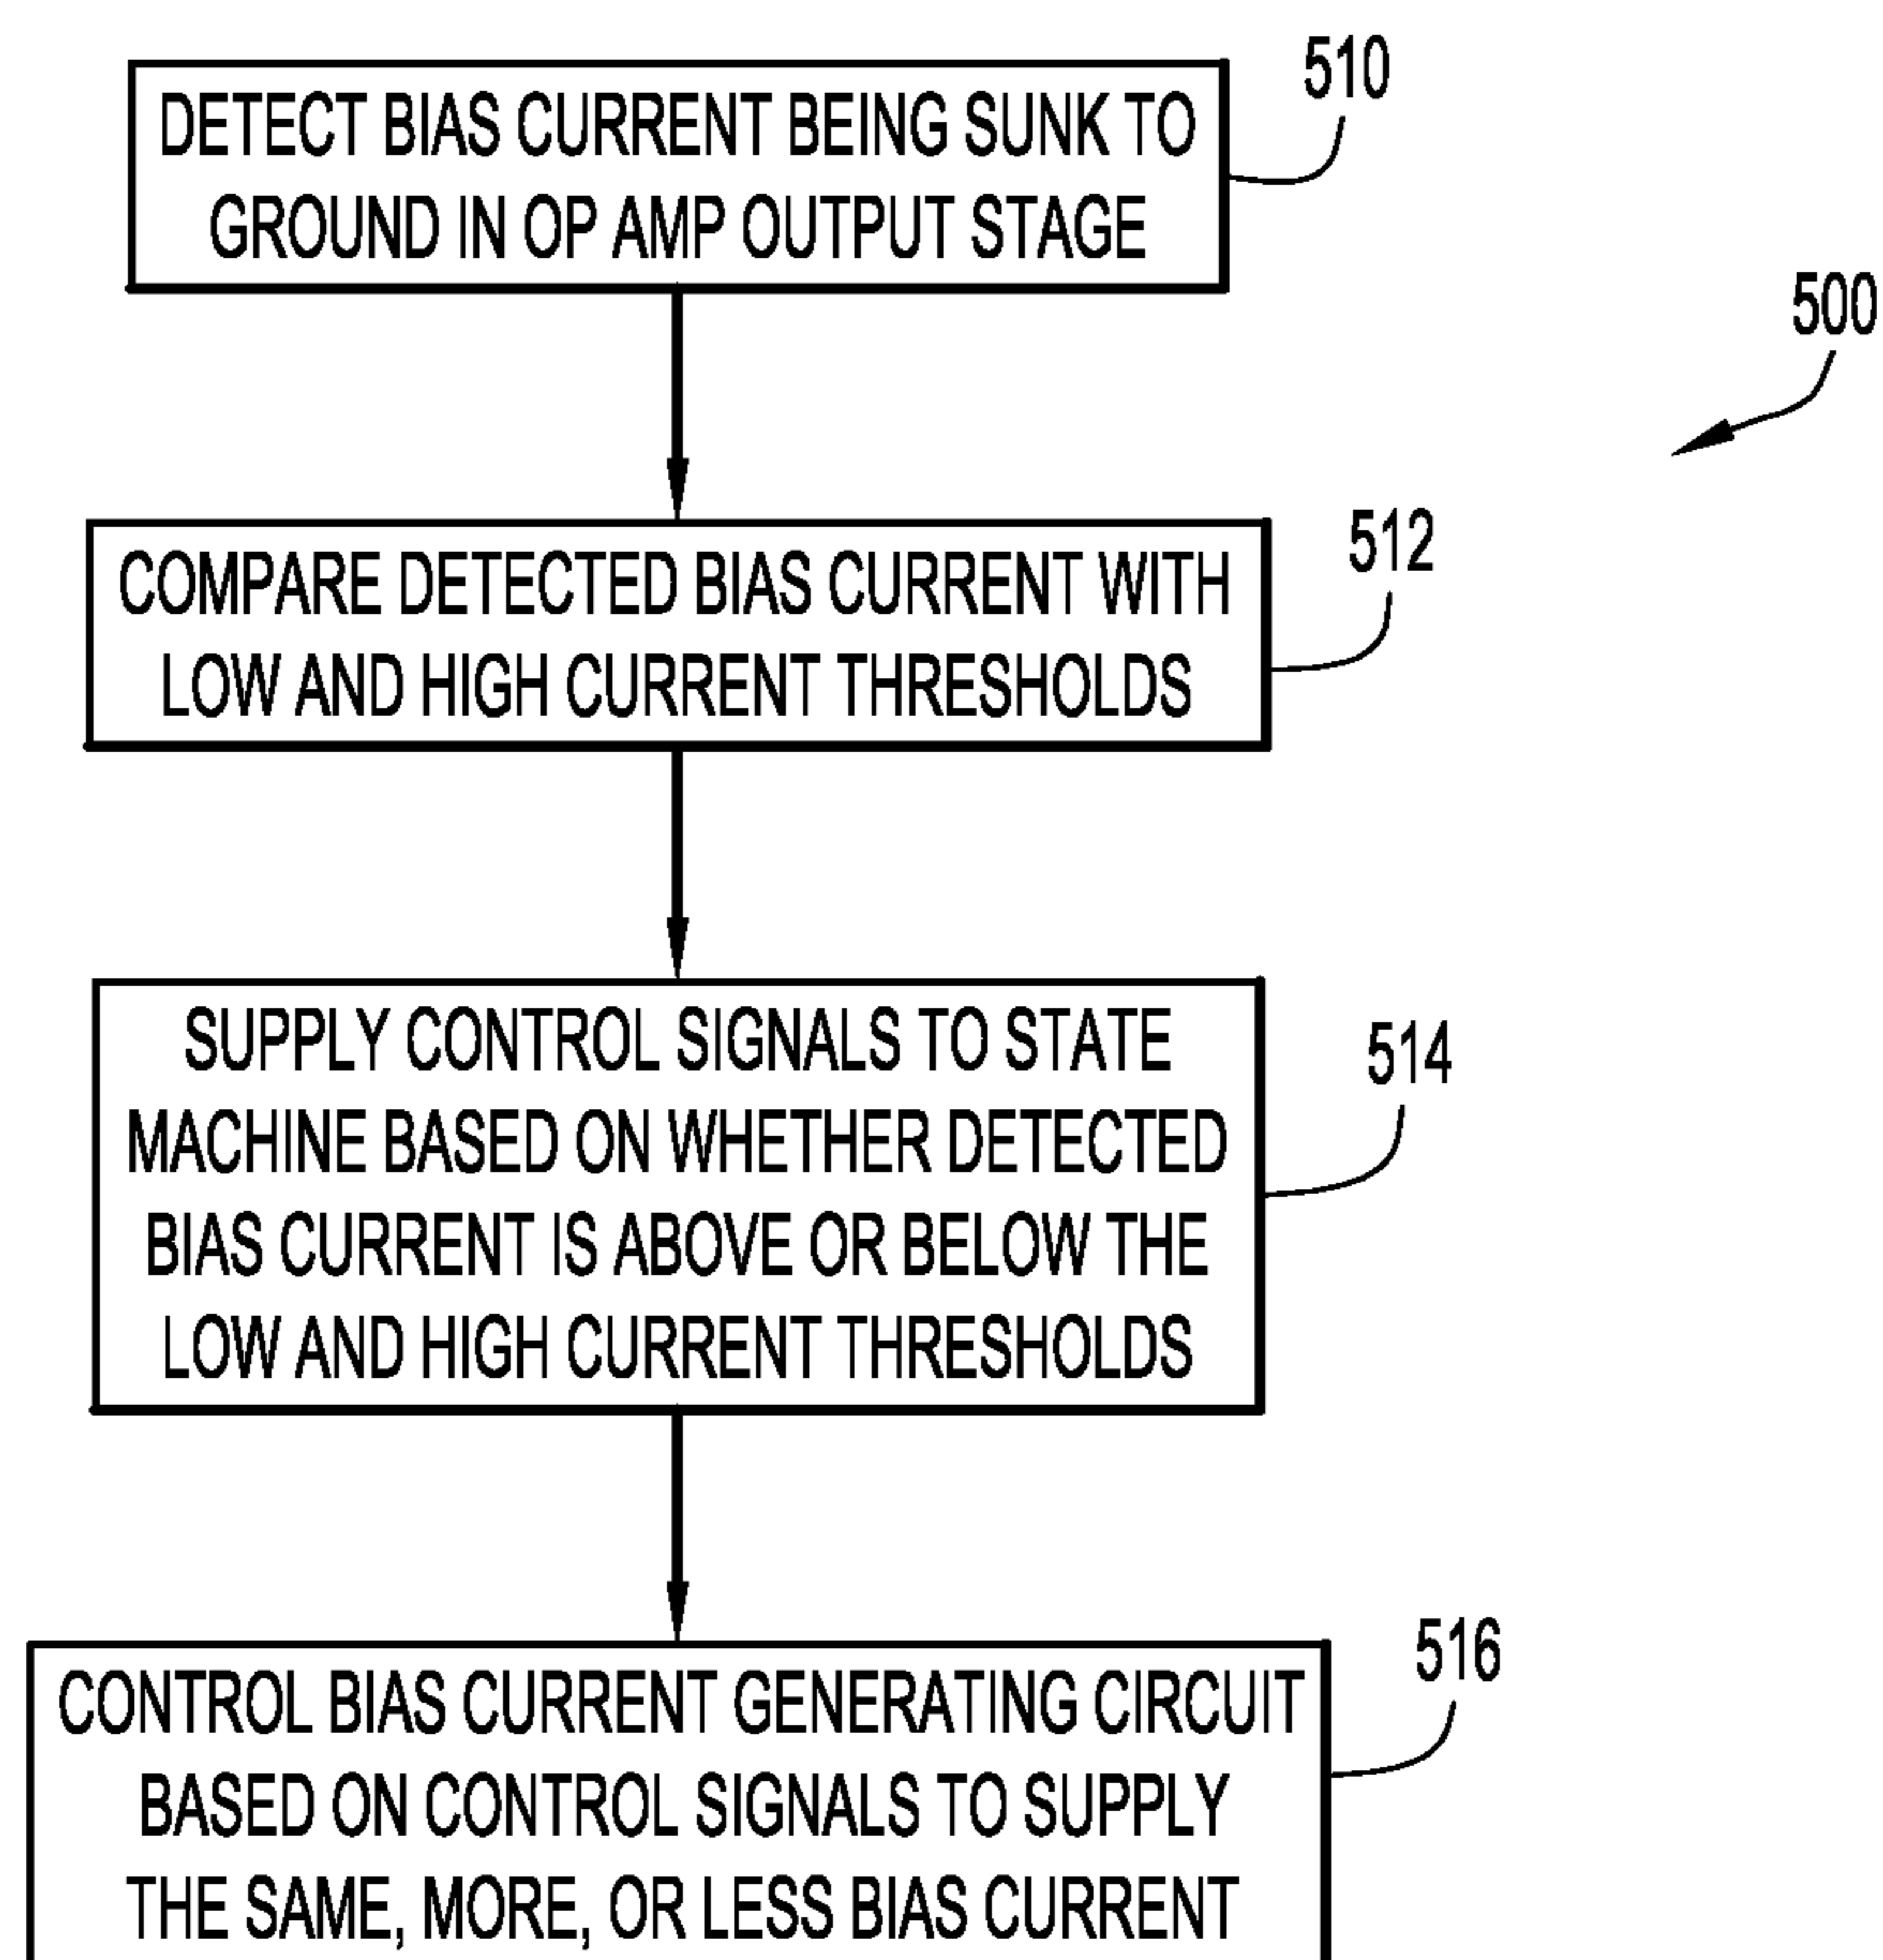 510
DETECT BIAS CURRENT BEING SUNK TO
GROUND IN OP AMP OUTPUT STAGE
500
512
COMPARE DETECTED BIAS CURRENT WITH
LOW AND HIGH CURRENT THRESHOLDS
514
SUPPLY CONTROL SIGNALS TO STATE
MACHINE BASED ON WHETHER DETECTED
BIAS CURRENT IS ABOVE OR BELOW THE
LOW AND HIGH CURRENT THRESHOLDS
516
CONTROL BIAS CURRENT GENERATING CIRCUIT
BASED ON CONTROL SIGNALS TO SUPPLY
THE SAME, MORE, OR LESS BIAS CURRENT